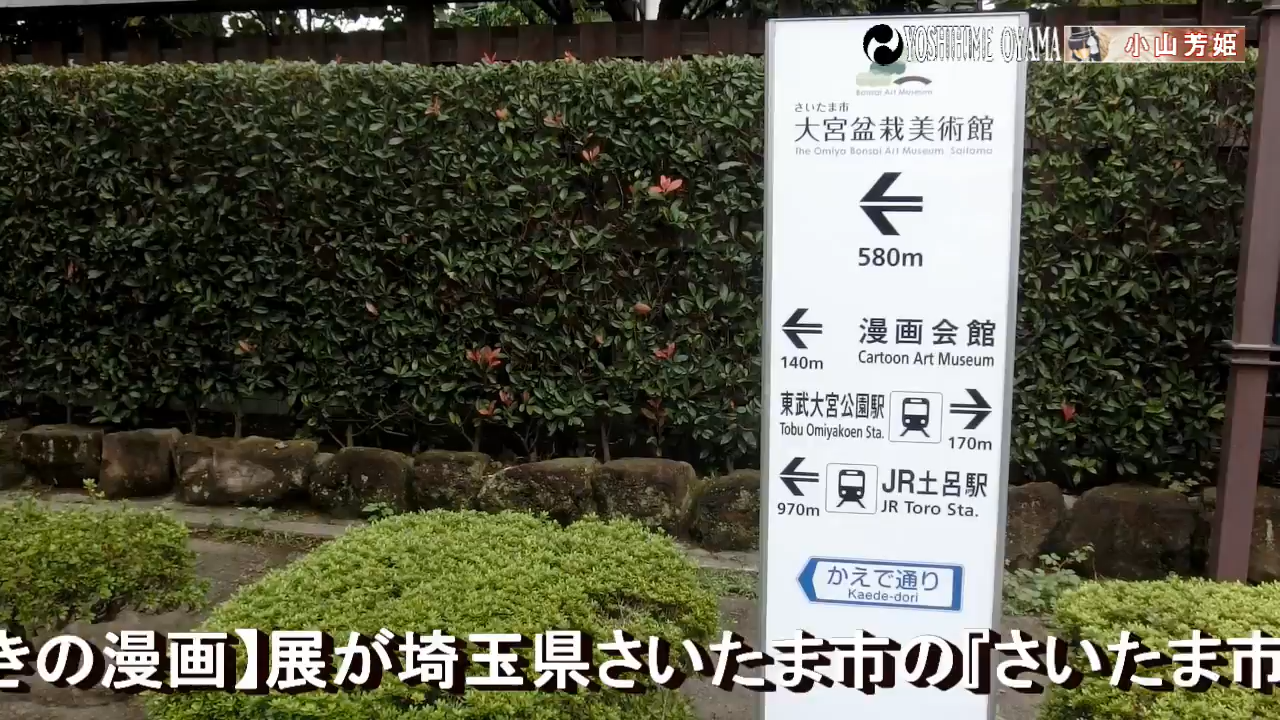 YOSHIHIME OYAMA 小山芳姫
Bonsai Art Museum
さいたま市
大宮盆栽美術館
The Omiya Bonsai Art Museum, Saitama
580m
漫画会館
140m Cartoon Art Museum
東武大宮公園駅
Tobu Omiyakoen Sta.
170m
JR土呂駅
970m JR Toro Sta.
かえで通り
Kaede-dori
きの漫画】展が埼玉県さいたま市の『さいたま市